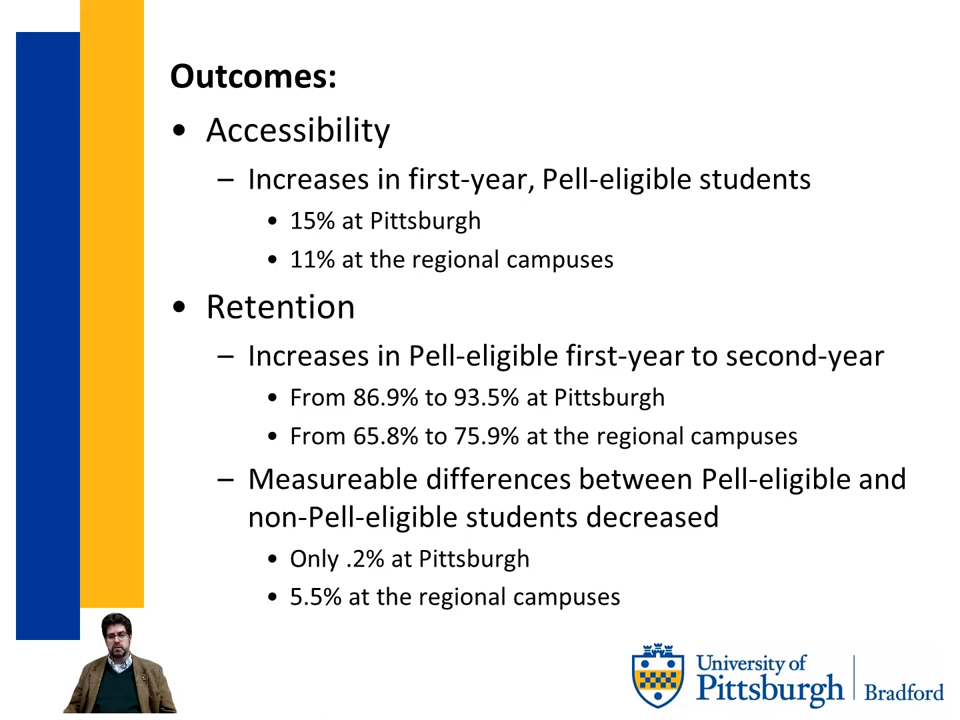 Outcomes:
• Accessibility
– Increases in first-year, Pell-eligible students
• 15% at Pittsburgh
• 11% at the regional campuses
• Retention
– Increases in Pell-eligible first-year to second-year
• From 86.9% to 93.5% at Pittsburgh
• From 65.8% to 75.9% at the regional campuses
– Measureable differences between Pell-eligible and
non-Pell-eligible students decreased
• Only .2% at Pittsburgh
• 5.5% at the regional campuses
University of
Pittsburgh | Bradford